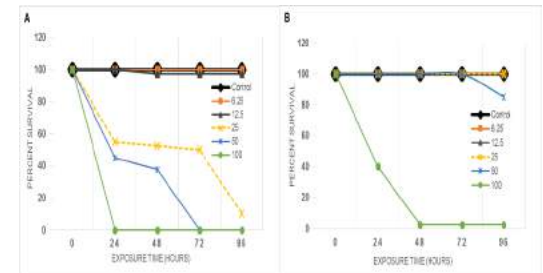 A
120
100
80
60
40
20
0
PERCENT SURVIVAL
0 24 48 72 96
EXPOSURE TIME (HOURS)
Control
6.25
12.5
25
50
100
B
120
100
80
60
40
20
0
PERCENT SURVIVAL
0 24 48 72 96
EXPOSURE TIME (HOURS)
Control
6.25
12.5
25
50
100